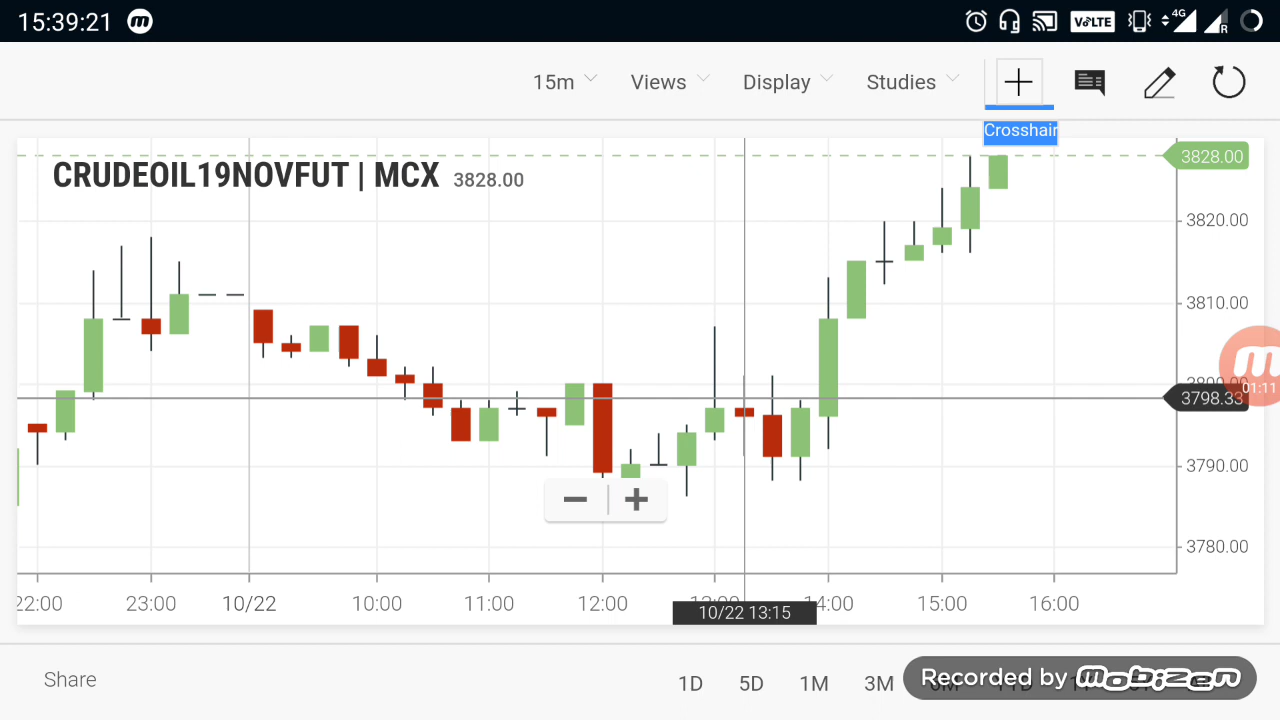 15:39:21
VoLTE 4G R
15m Views Display Studies
Crosshair
CRUDEOIL19NOVFUT | MCX 3828.00
3828.00
3820.00
3810.00
3798.33
01:11
3790.00
3780.00
22:00 23:00 10/22 10:00 11:00 12:00 14:00 15:00 16:00
10/22 13:15
Share 1D 5D 1M 3M
Recorded by mobizen